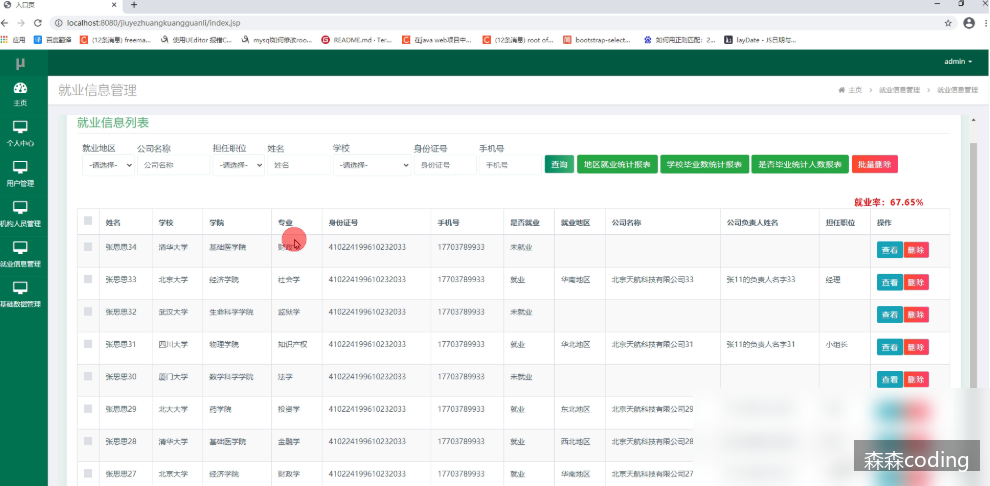 入口页
localhost:8080/jiuyezhuangkuangguanli/index.jsp
应用 百度翻译 (12条消息) freema... 使用UEditor 报错C... mysql如何修改roo... README.md · Ter... 在java web项目中... (12条消息) root of... bootstrap-select... 如何用正则匹配：2... layDate - JS日期与...
μ admin
主页
个人中心
用户管理
机构人员管理
就业信息管理
基础数据管理
就业信息管理 主页 > 就业信息管理 > 就业信息管理
就业信息列表
就业地区 公司名称 担任职位 姓名 学校 身份证号 手机号
-请选择- 公司名称 -请选择- 姓名 -请选择- 身份证号 手机号 查询 地区就业统计报表 学校毕业数统计报表 是否毕业统计人数报表 批量删除
就业率：67.65%
姓名 学校 学院 专业 身份证号 手机号 是否就业 就业地区 公司名称 公司负责人姓名 担任职位 操作
张思思34 清华大学 基础医学院 财政学 410224199610232033 17703789933 未就业 查看 删除
张思思33 北京大学 经济学院 社会学 410224199610232033 17703789933 就业 华南地区 北京天航科技有限公司33 张11的负责人名字33 经理 查看 删除
张思思32 武汉大学 生命科学学院 监狱学 410224199610232033 17703789933 未就业 查看 删除
张思思31 四川大学 物理学院 知识产权 410224199610232033 17703789933 就业 华北地区 北京天航科技有限公司31 张11的负责人名字31 小组长 查看 删除
张思思30 厦门大学 数学科学学院 法学 410224199610232033 17703789933 未就业 查看 删除
张思思29 北大大学 药学院 投资学 410224199610232033 17703789933 就业 东北地区 北京天航科技有限公司29
张思思28 清华大学 基础医学院 金融学 410224199610232033 17703789933 就业 西北地区 北京天航科技有限公司28
张思思27 北京大学 经济学院 财政学 410224199610232033 17703789933 就业 华南地区 北京天航科技有限公司27
森森coding